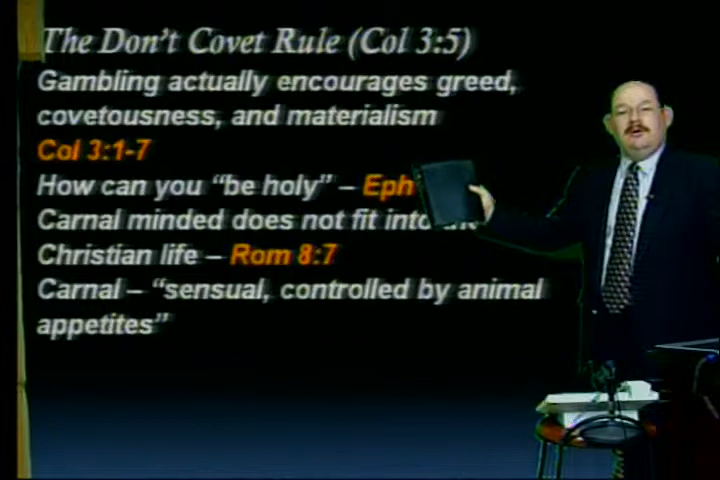 The Don't Covet Rule (Col 3:5)
Gambling actually encourages greed,
covetousness, and materialism
Col 3:1-7
How can you "be holy" – Eph
Carnal minded does not fit into
Christian life – Rom 8:7
Carnal – "sensual, controlled by animal
appetites"